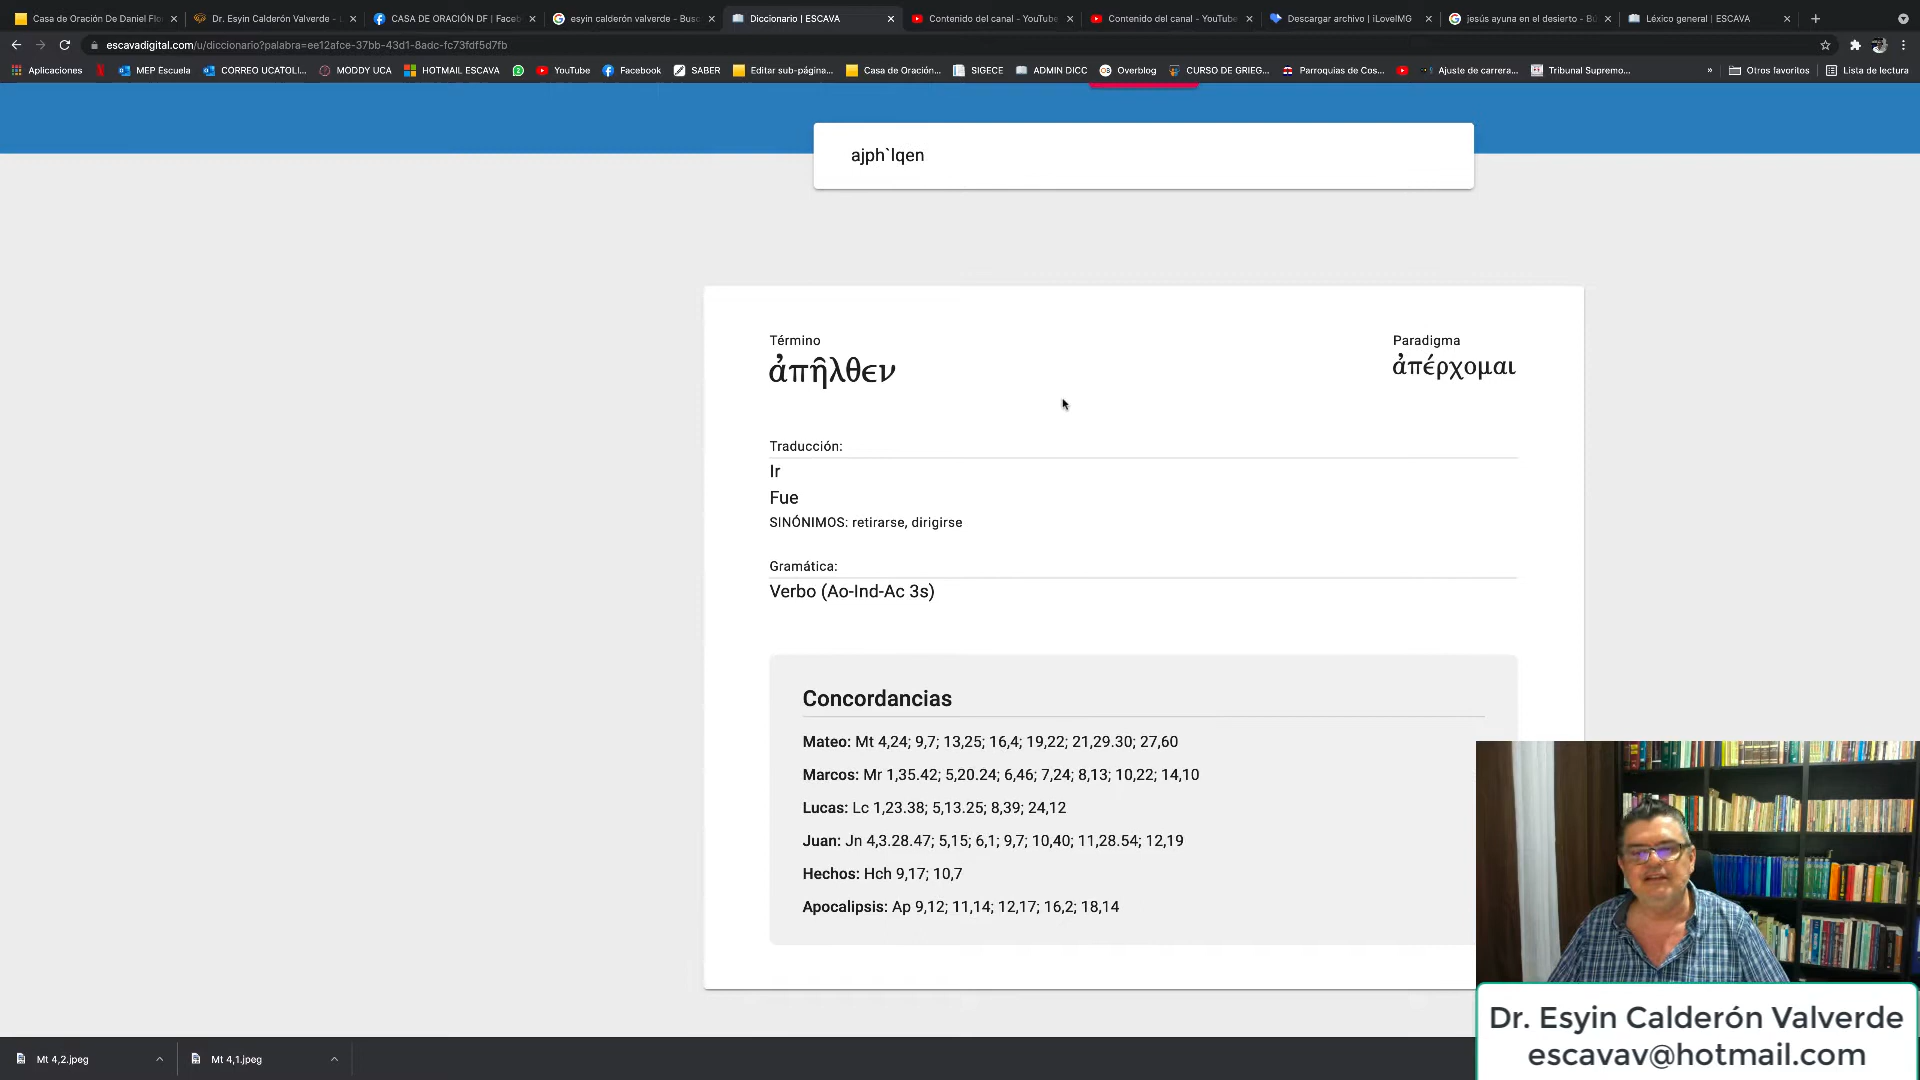 Casa de Oración De Daniel Flo
Dr. Esyin Calderón Valverde - L
CASA DE ORACIÓN DF | Faceb
esyin calderón valverde - Busc
Diccionario | ESCAVA
Contenido del canal - YouTube
Contenido del canal - YouTube
Descargar archivo | iLoveIMG
jesús ayuna en el desierto - Bú
Léxico general | ESCAVA
escavadigital.com/u/diccionario?palabra=ee12afce-37bb-43d1-8adc-fc73fdf5d7fb
Aplicaciones
MEP Escuela
CORREO UCATOLI...
MODDY UCA
HOTMAIL ESCAVA
YouTube
Facebook
SABER
Editar sub-página...
Casa de Oración...
SIGECE
ADMIN DICC
Overblog
CURSO DE GRIEG...
Parroquias de Cos...
Ajuste de carrera...
Tribunal Supremo...
»
Otros favoritos
Lista de lectura
ajph`lqen
Término
ἀπῆλθεν
Paradigma
ἀπέρχομαι
Traducción:
Ir
Fue
SINÓNIMOS: retirarse, dirigirse
Gramática:
Verbo (Ao-Ind-Ac 3s)
Concordancias
Mateo: Mt 4,24; 9,7; 13,25; 16,4; 19,22; 21,29.30; 27,60
Marcos: Mr 1,35.42; 5,20.24; 6,46; 7,24; 8,13; 10,22; 14,10
Lucas: Lc 1,23.38; 5,13.25; 8,39; 24,12
Juan: Jn 4,3.28.47; 5,15; 6,1; 9,7; 10,40; 11,28.54; 12,19
Hechos: Hch 9,17; 10,7
Apocalipsis: Ap 9,12; 11,14; 12,17; 16,2; 18,14
Dr. Esyin Calderón Valverde
escavav@hotmail.com
Mt 4,2.jpeg
Mt 4,1.jpeg